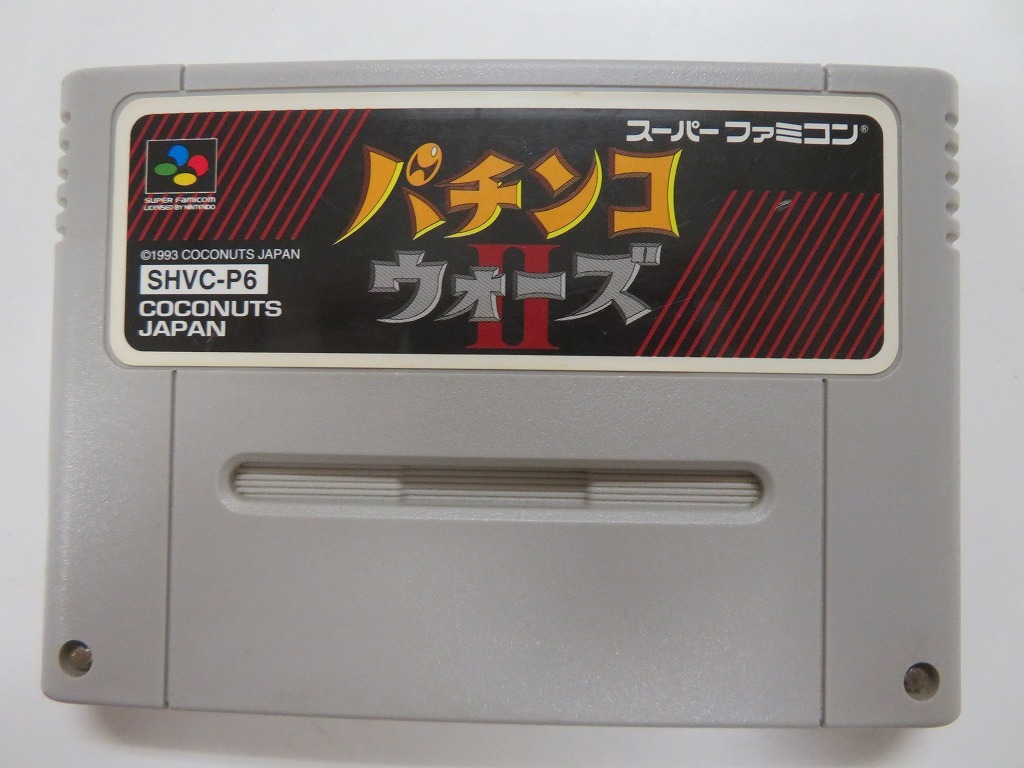 スーパーファミコン®
パチンコ
ウォーズ
II
SUPER FAMICOM
LICENSED BY NINTENDO
©1993 COCONUTS JAPAN
SHVC-P6
COCONUTS
JAPAN